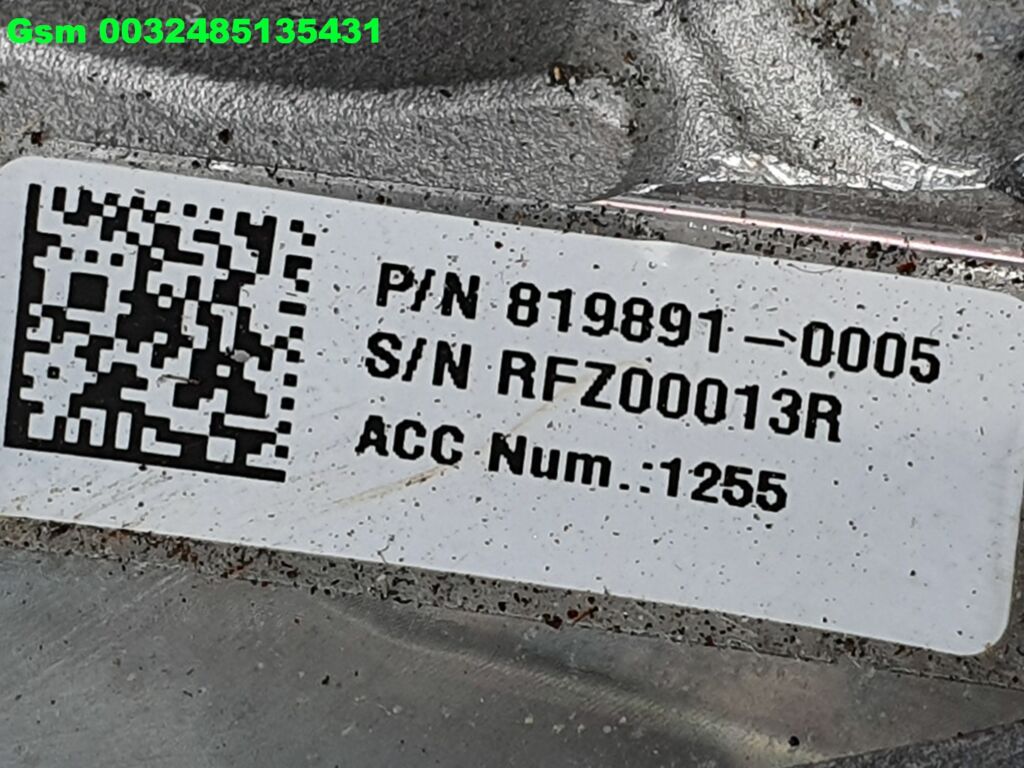 Gsm 0032485135431
P/N 819891-0005
S/N RFZ00013R
ACC Num.:1255